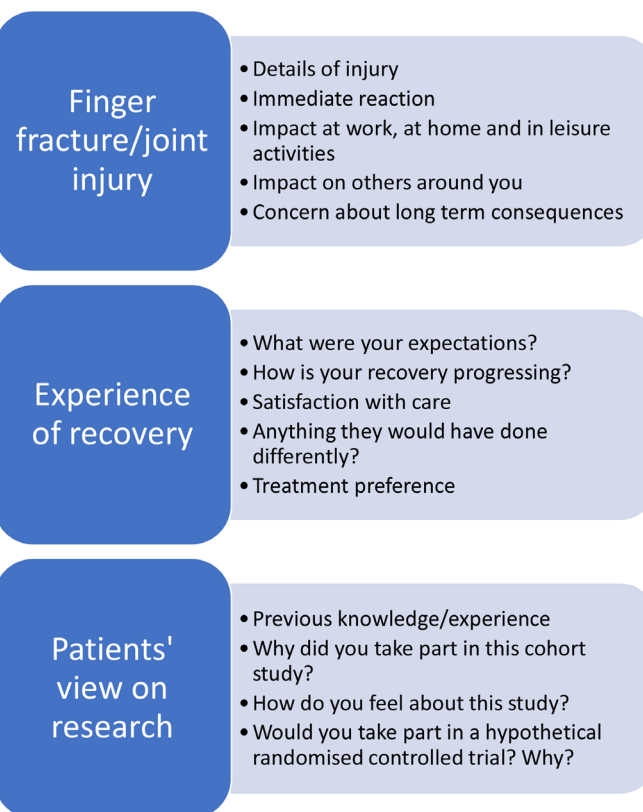 Finger
fracture/joint
injury
• Details of injury
• Immediate reaction
• Impact at work, at home and in leisure
activities
• Impact on others around you
• Concern about long term consequences
Experience
of recovery
• What were your expectations?
• How is your recovery progressing?
• Satisfaction with care
• Anything they would have done
differently?
• Treatment preference
Patients'
view on
research
• Previous knowledge/experience
• Why did you take part in this cohort
study?
• How do you feel about this study?
• Would you take part in a hypothetical
randomised controlled trial? Why?